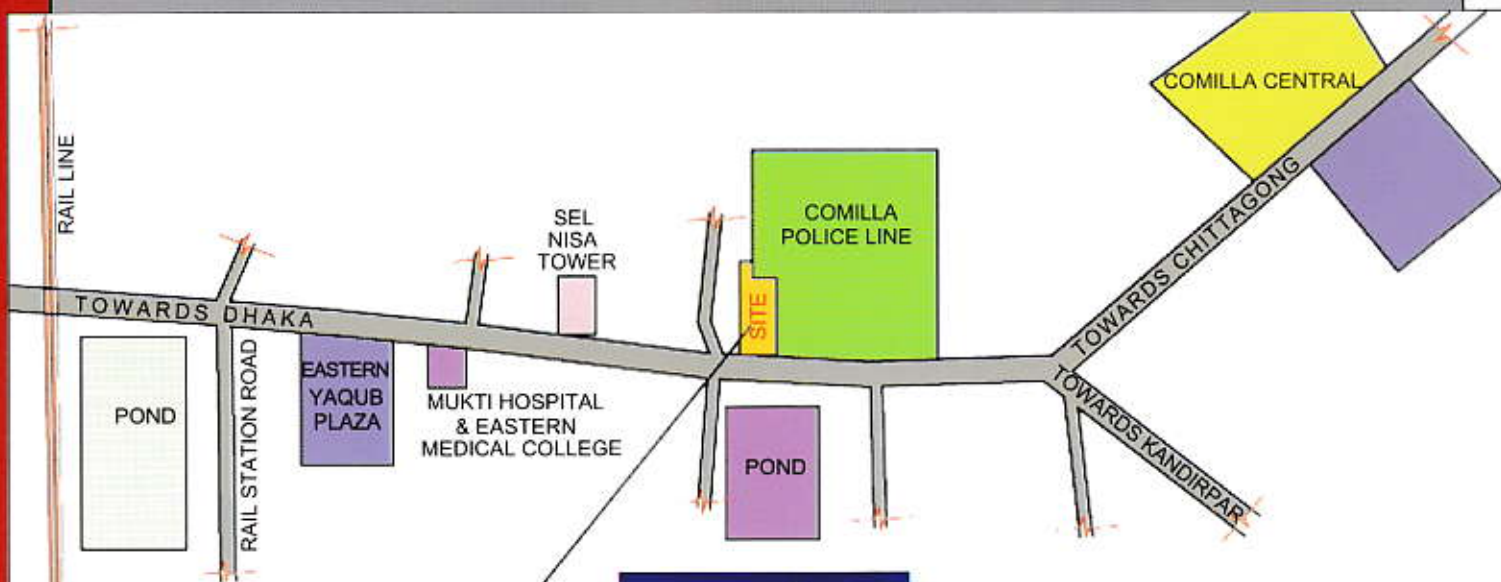 COMILLA CENTRAL
RAIL LINE
SEL
NISA
TOWER
COMILLA
POLICE LINE
TOWARDS CHITTAGONG
TOWARDS DHAKA
SITE
RAIL STATION ROAD
EASTERN
YAQUB
PLAZA
POND
MUKTI HOSPITAL
& EASTERN
MEDICAL COLLEGE
POND
TOWARDS KANDIRPAR